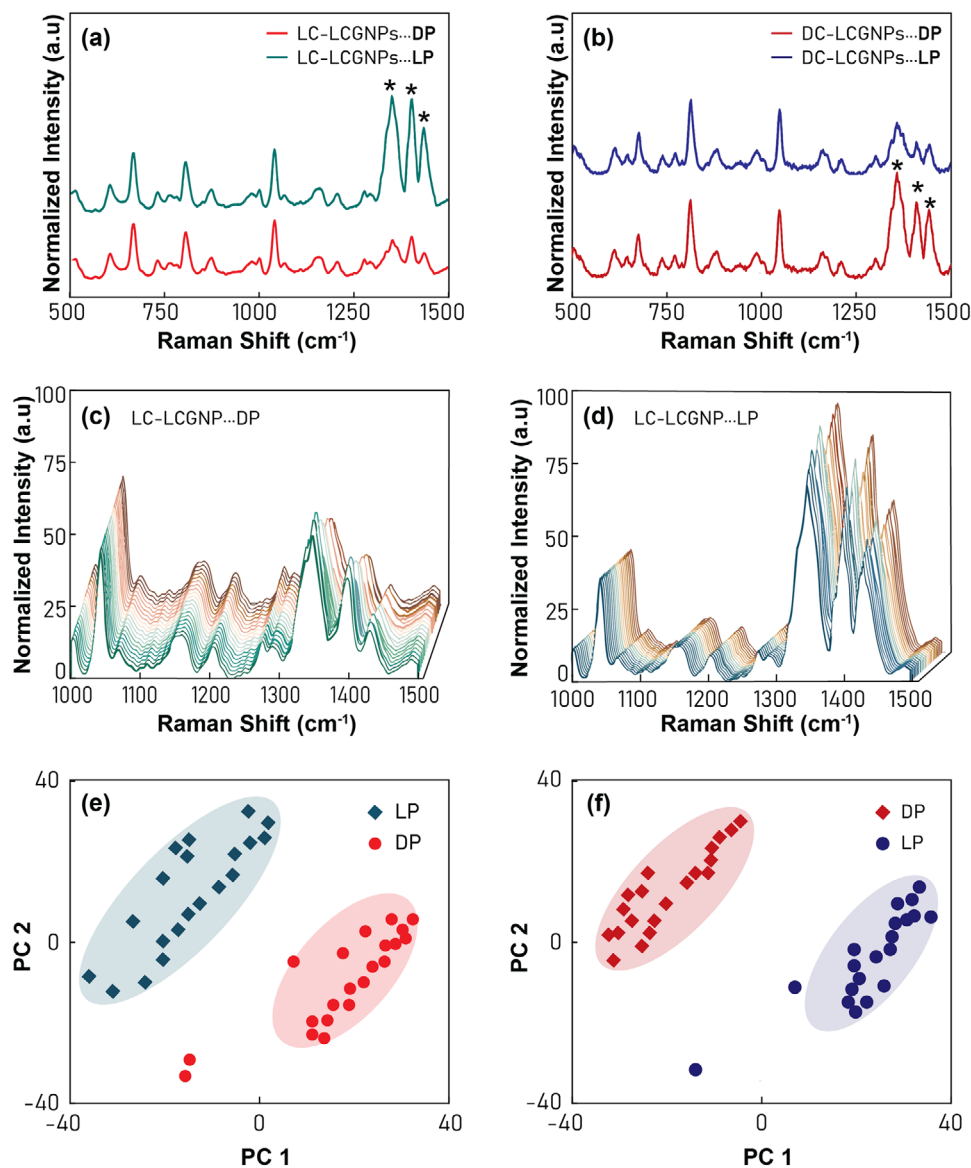 (a)
LC-LCGNPs...DP
LC-LCGNPs...LP
* * *
Normalized Intensity (a.u)
500 750 1000 1250 1500
Raman Shift (cm-1)
(b)
DC-LCGNPs...DP
DC-LCGNPs...LP
* * *
Normalized Intensity (a.u)
500 750 1000 1250 1500
Raman Shift (cm-1)
(c)
LC-LCGNP...DP
Normalized Intensity (a.u)
100
75
50
25
0
1000 1100 1200 1300 1400 1500
Raman Shift (cm-1)
(d)
LC-LCGNP...LP
Normalized Intensity (a.u)
100
75
50
25
0
1000 1100 1200 1300 1400 1500
Raman Shift (cm-1)
(e)
LP
DP
PC 2
40
0
-40
-40 0 40
PC 1
(f)
DP
LP
PC 2
40
0
-40
-40 0 40
PC 1